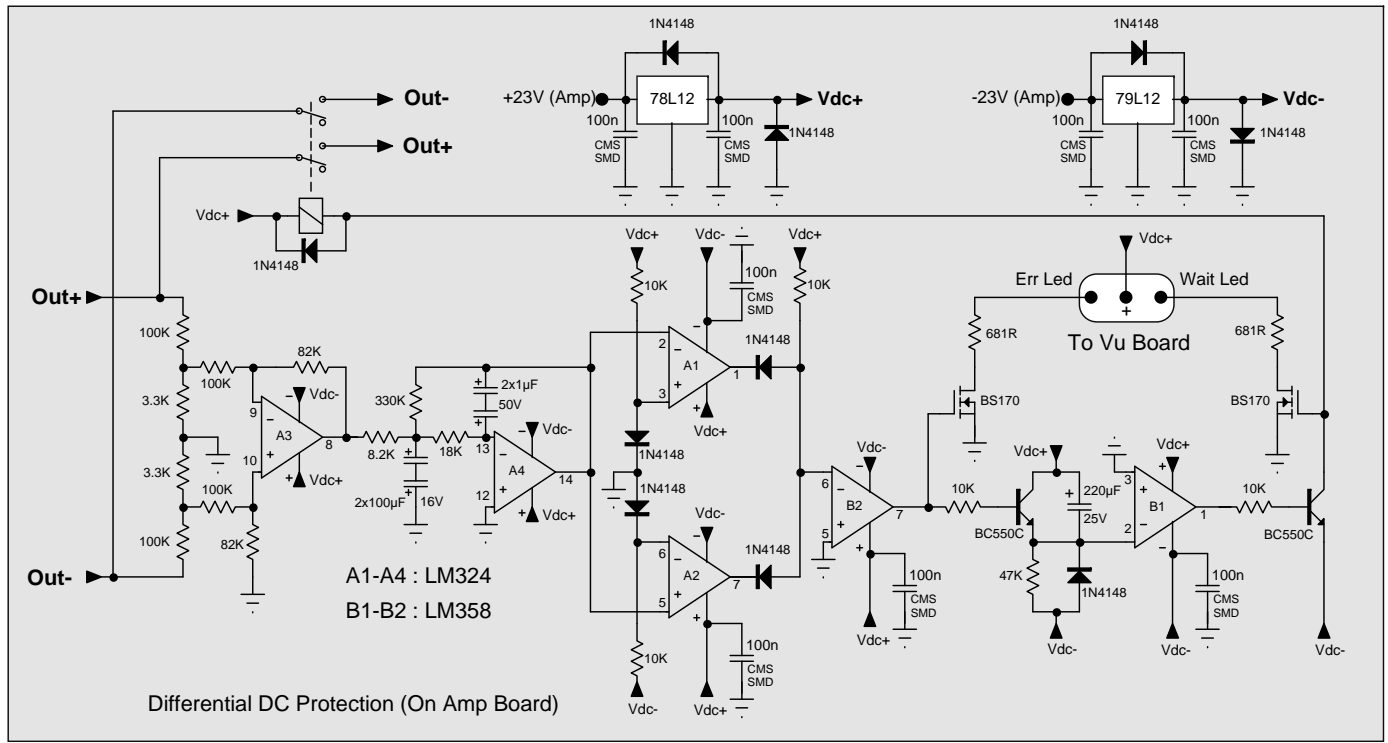 1N4148
1N4148
+23V (Amp)
78L12
Vdc+
-23V (Amp)
79L12
Vdc-
100n
CMS
SMD
100n
CMS
SMD
1N4148
100n
CMS
SMD
100n
CMS
SMD
1N4148
Out-
Out+
Vdc+
1N4148
Vdc+
Vdc-
Vdc+
Vdc+
Out+
10K
100n
CMS
SMD
10K
Err Led
Wait Led
+
To Vu Board
681R
681R
100K
82K
100K
3.3K
9
−
−
Vdc-
A3
8
10
+
+
Vdc+
3.3K
100K
100K
82K
Out-
330K
+
2x1µF
50V
+
8.2K
18K
+
+
2x100µF
16V
13
−
−
Vdc-
A4
14
12
+
+
Vdc+
2
−
−
A1
1
3
+
+
Vdc+
1N4148
1N4148
1N4148
6
−
−
Vdc-
A2
7
5
+
+
1N4148
10K
Vdc-
Vdc+
100n
CMS
SMD
6
−
−
Vdc-
B2
7
5
+
+
Vdc+
100n
CMS
SMD
BS170
BS170
10K
BC550C
Vdc+
+
220µF
25V
47K
1N4148
Vdc-
3
+
+
Vdc+
B1
1
2
−
−
Vdc-
100n
CMS
SMD
10K
BC550C
Vdc-
A1-A4 : LM324
B1-B2 : LM358
Differential DC Protection (On Amp Board)